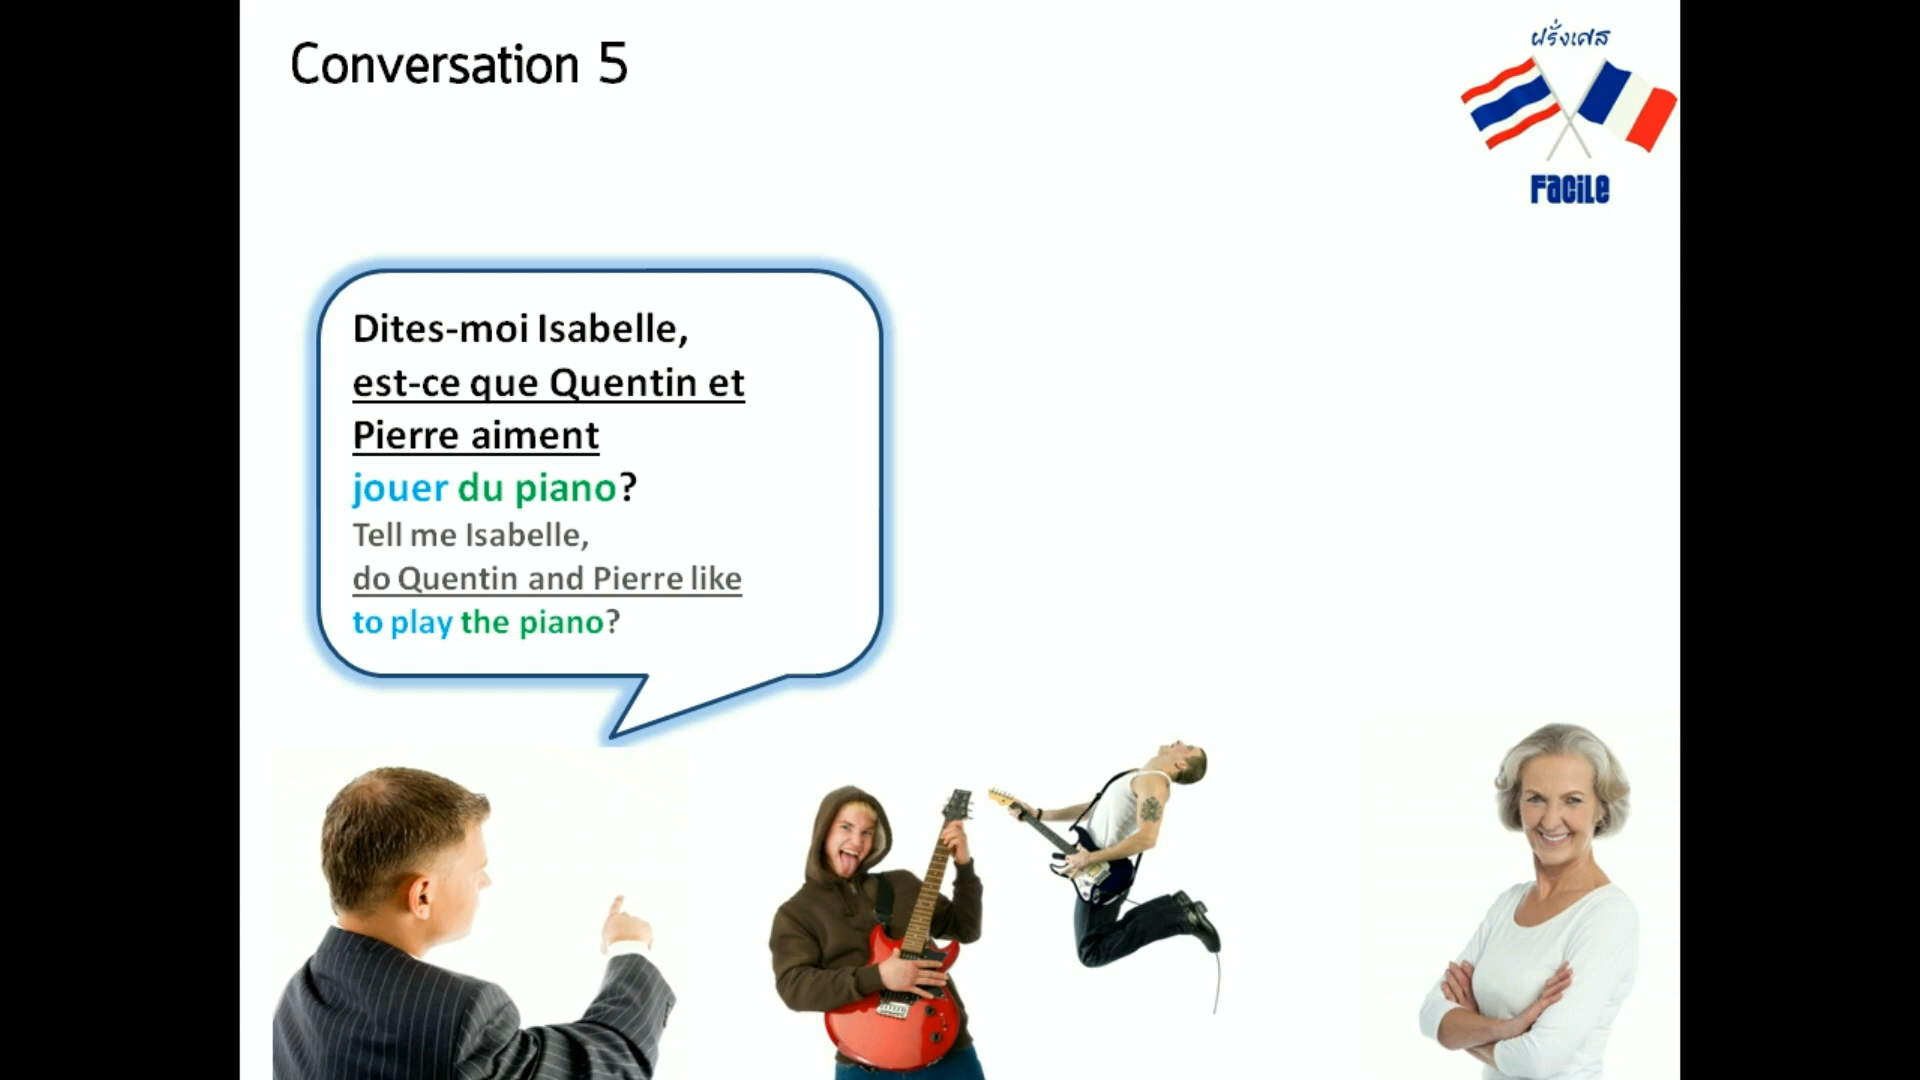 Conversation 5
ฝรั่งเศส
Facile
Dites-moi Isabelle,
est-ce que Quentin et
Pierre aiment
jouer du piano?
Tell me Isabelle,
do Quentin and Pierre like
to play the piano?